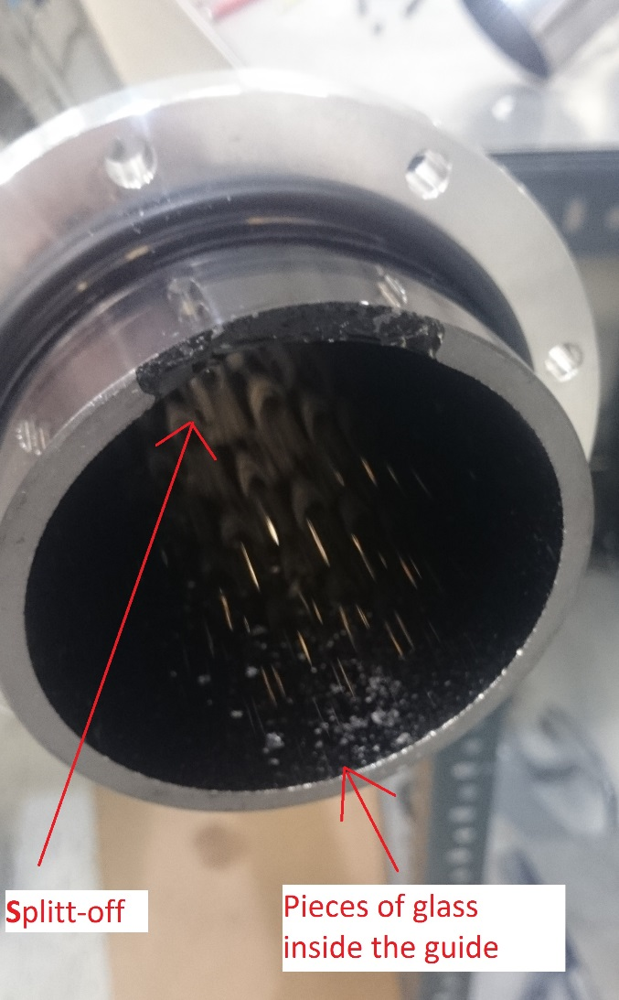 Splitt-off
Pieces of glass
inside the guide